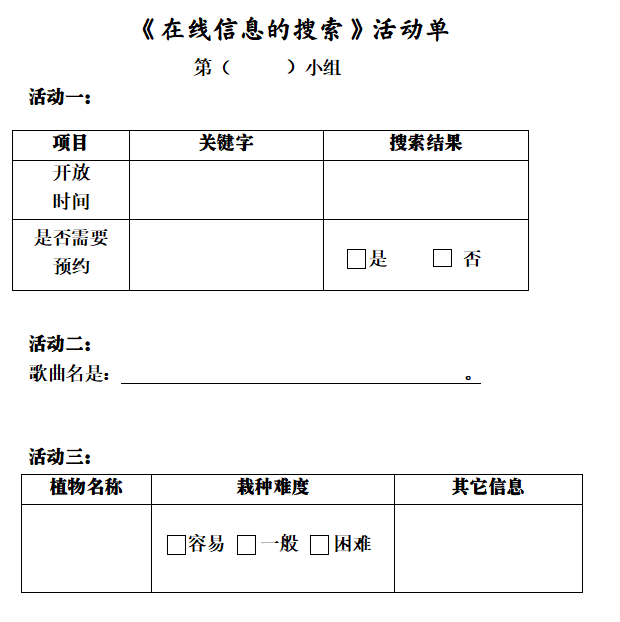 《在线信息的搜索》活动单
第（　　　）小组
活动一：
项目 关键字 搜索结果
开放
时间
是否需要
预约
□是 □ 否
活动二：
歌曲名是：＿＿＿＿＿＿＿＿＿＿＿＿＿＿＿＿＿＿。
活动三：
植物名称 栽种难度 其它信息
□容易 □一般 □困难